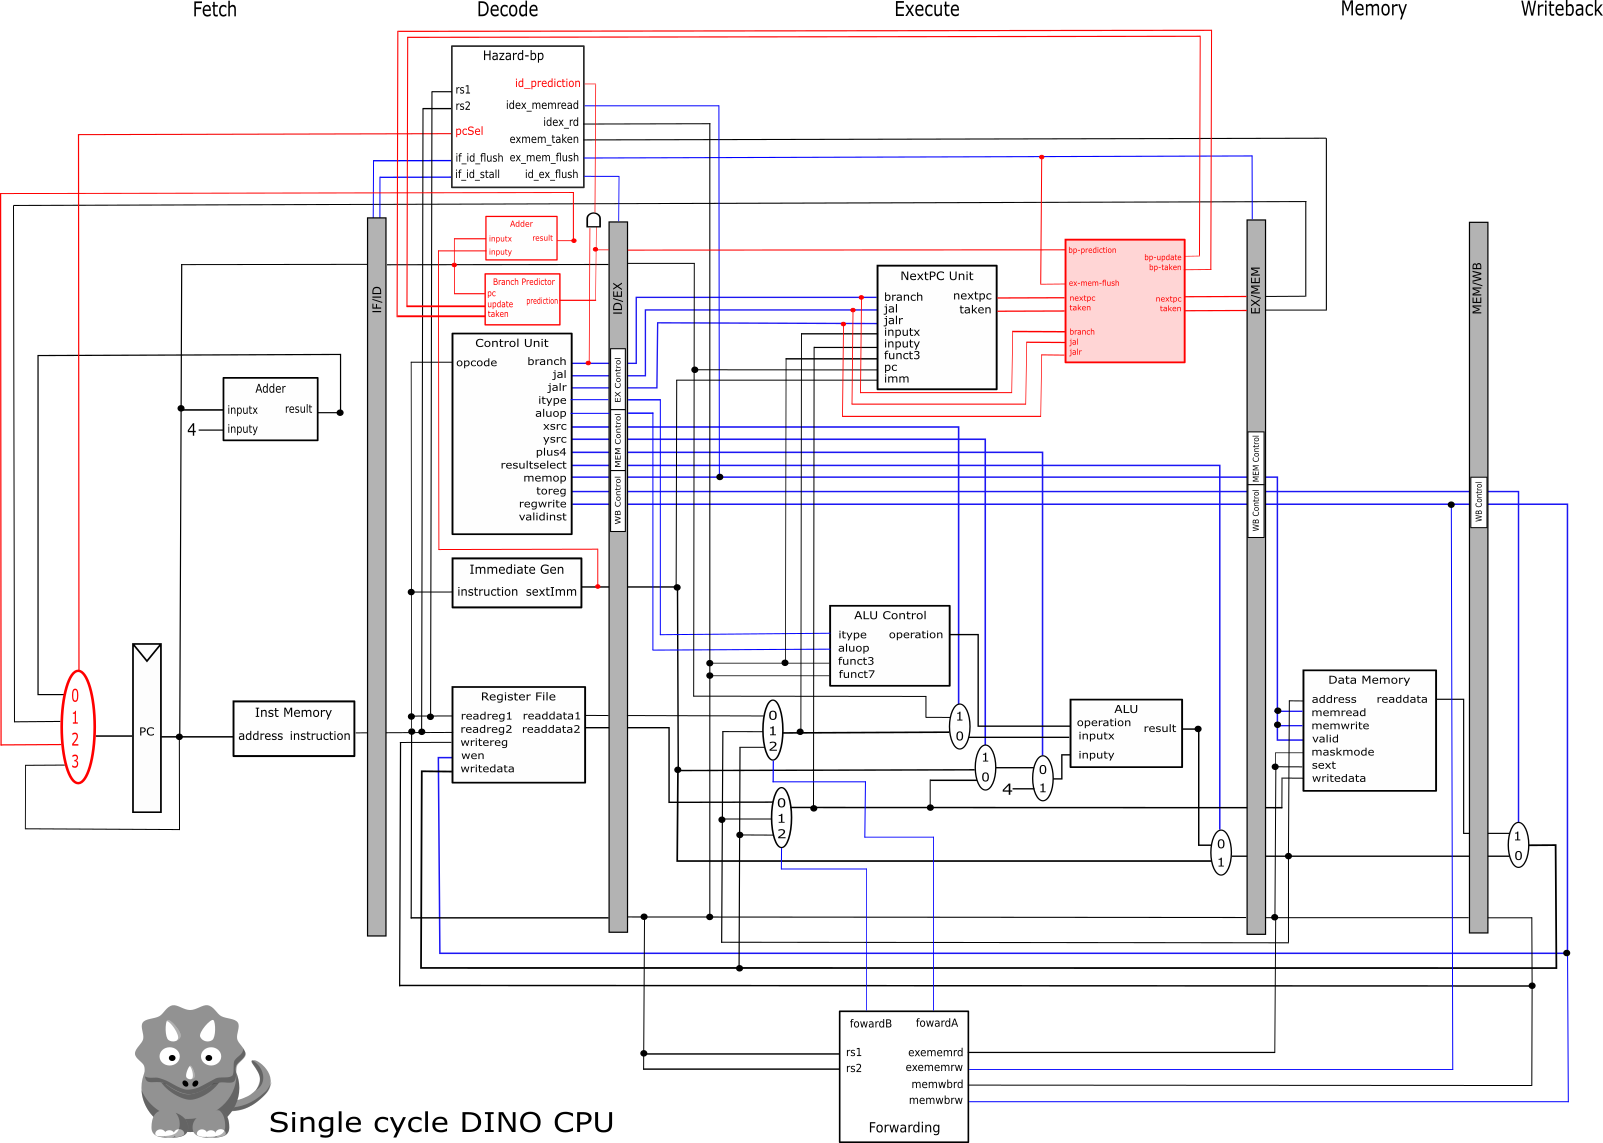 Fetch
Decode
Execute
Memory
Writeback
Hazard-bp
id_prediction
rs1
idex_memread
rs2
idex_rd
pcSel
exmem_taken
if_id_flush
ex_mem_flush
if_id_stall
id_ex_flush
Adder
inputx
result
inputy
Branch Predictor
pc
update
prediction
taken
IF/ID
ID/EX
EX/MEM
MEM/WB
NextPC Unit
branch
nextpc
jal
taken
jalr
inputx
inputy
funct3
pc
imm
bp-prediction
bp-update
bp-taken
ex-mem-flush
nextpc
nextpc
taken
taken
branch
jal
jalr
Control Unit
opcode
branch
jal
jalr
itype
aluop
xsrc
ysrc
plus4
resultselect
memop
toreg
regwrite
validinst
EX Control
MEM Control
WB Control
MEM Control
WB Control
WB Control
Adder
inputx
result
4
inputy
Immediate Gen
instruction
sextImm
ALU Control
itype
operation
aluop
funct3
funct7
0
1
2
3
PC
Inst Memory
address
instruction
Register File
readreg1
readdata1
readreg2
readdata2
writereg
wen
writedata
0
1
2
0
1
2
1
0
1
0
4
0
1
ALU
operation
result
inputx
inputy
0
1
Data Memory
address
readdata
memread
memwrite
valid
maskmode
sext
writedata
1
0
fowardB
fowardA
rs1
exememrd
rs2
exememrw
memwbrd
memwbrw
Forwarding
Single cycle DINO CPU